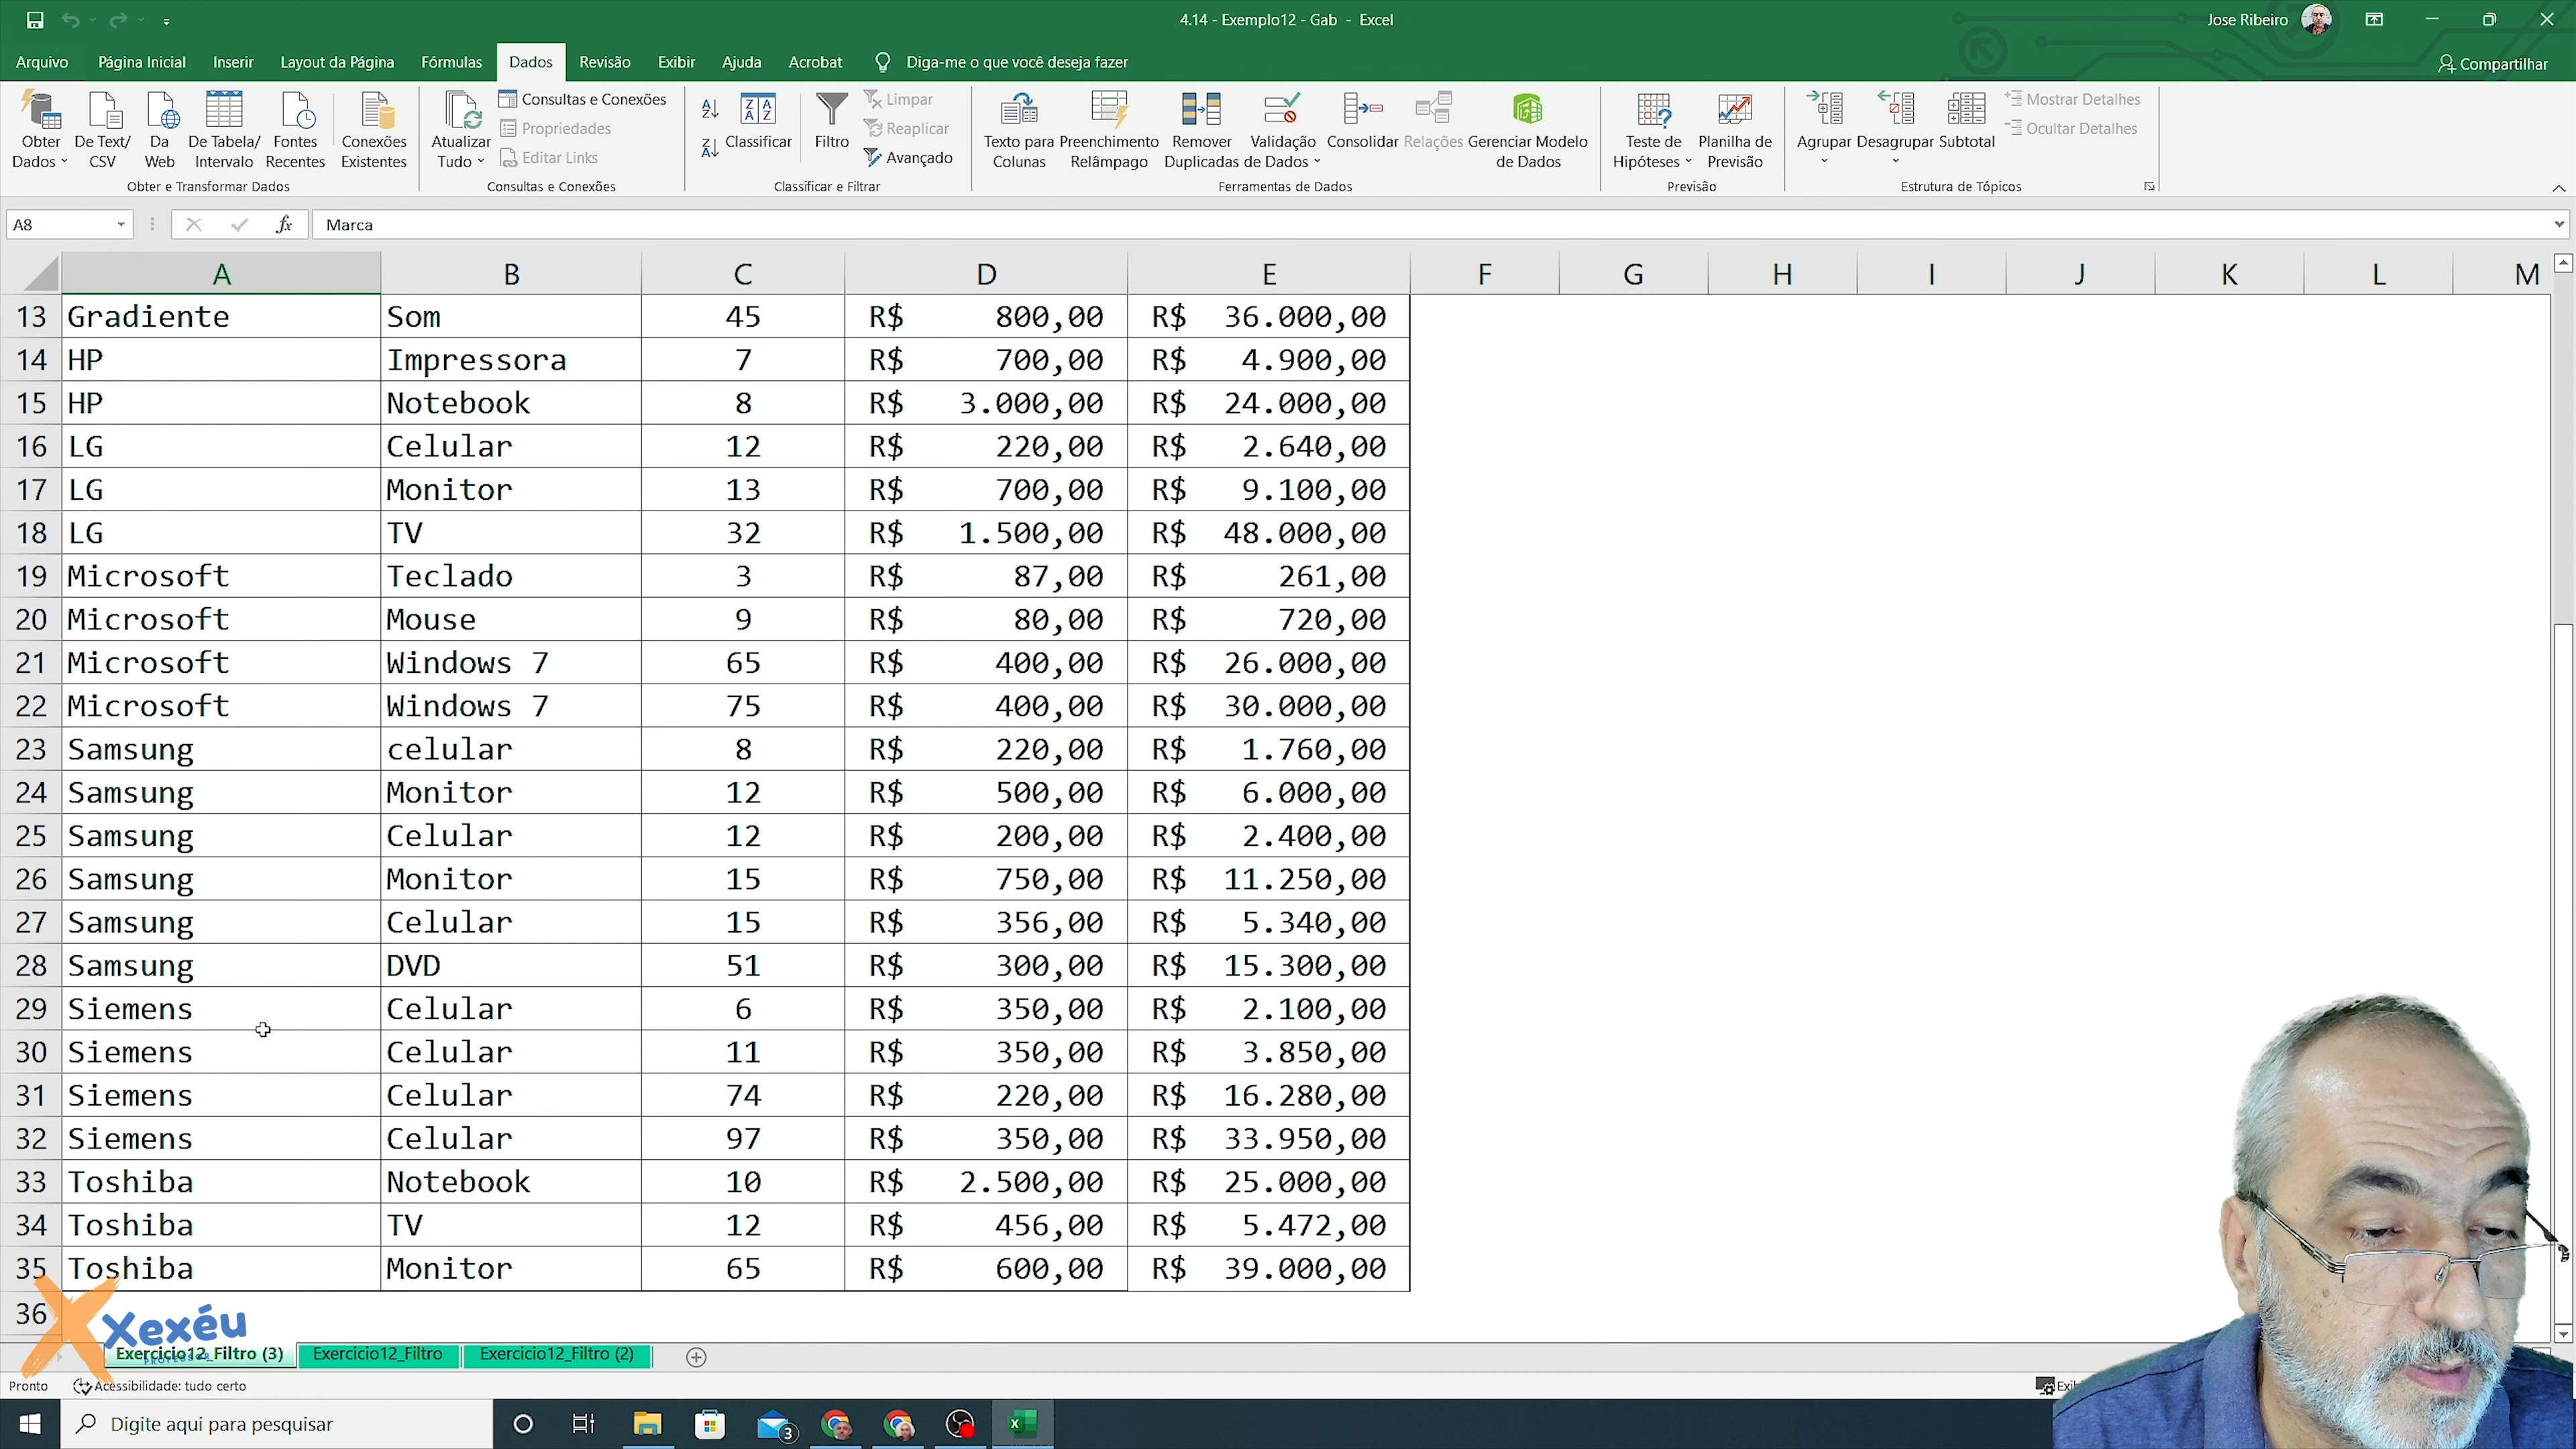 4.14 - Exemplo12 - Gab - Excel
Jose Ribeiro
Arquivo Página Inicial Inserir Layout da Página Fórmulas Dados Revisão Exibir Ajuda Acrobat Diga-me o que você deseja fazer Compartilhar
Obter Dados
De Text/ CSV
Da Web
De Tabela/ Intervalo
Fontes Recentes
Conexões Existentes
Obter e Transformar Dados
Atualizar Tudo
Consultas e Conexões
Propriedades
Editar Links
Consultas e Conexões
Classificar
Filtro
Limpar
Reaplicar
Avançado
Classificar e Filtrar
Texto para Colunas
Preenchimento Relâmpago
Remover Duplicadas
Validação de Dados
Consolidar
Relações
Gerenciar Modelo de Dados
Ferramentas de Dados
Teste de Hipóteses
Planilha de Previsão
Previsão
Agrupar
Desagrupar
Subtotal
Mostrar Detalhes
Ocultar Detalhes
Estrutura de Tópicos
A8 fx Marca
A B C D E F G H I J K L M
13 Gradiente Som 45 R$ 800,00 R$ 36.000,00
14 HP Impressora 7 R$ 700,00 R$ 4.900,00
15 HP Notebook 8 R$ 3.000,00 R$ 24.000,00
16 LG Celular 12 R$ 220,00 R$ 2.640,00
17 LG Monitor 13 R$ 700,00 R$ 9.100,00
18 LG TV 32 R$ 1.500,00 R$ 48.000,00
19 Microsoft Teclado 3 R$ 87,00 R$ 261,00
20 Microsoft Mouse 9 R$ 80,00 R$ 720,00
21 Microsoft Windows 7 65 R$ 400,00 R$ 26.000,00
22 Microsoft Windows 7 75 R$ 400,00 R$ 30.000,00
23 Samsung celular 8 R$ 220,00 R$ 1.760,00
24 Samsung Monitor 12 R$ 500,00 R$ 6.000,00
25 Samsung Celular 12 R$ 200,00 R$ 2.400,00
26 Samsung Monitor 15 R$ 750,00 R$ 11.250,00
27 Samsung Celular 15 R$ 356,00 R$ 5.340,00
28 Samsung DVD 51 R$ 300,00 R$ 15.300,00
29 Siemens Celular 6 R$ 350,00 R$ 2.100,00
30 Siemens Celular 11 R$ 350,00 R$ 3.850,00
31 Siemens Celular 74 R$ 220,00 R$ 16.280,00
32 Siemens Celular 97 R$ 350,00 R$ 33.950,00
33 Toshiba Notebook 10 R$ 2.500,00 R$ 25.000,00
34 Toshiba TV 12 R$ 456,00 R$ 5.472,00
35 Toshiba Monitor 65 R$ 600,00 R$ 39.000,00
36
Xexéu
Exercicio12_Filtro (3) Exercicio12_Filtro Exercicio12_Filtro (2)
Pronto Acessibilidade: tudo certo
Digite aqui para pesquisar 3